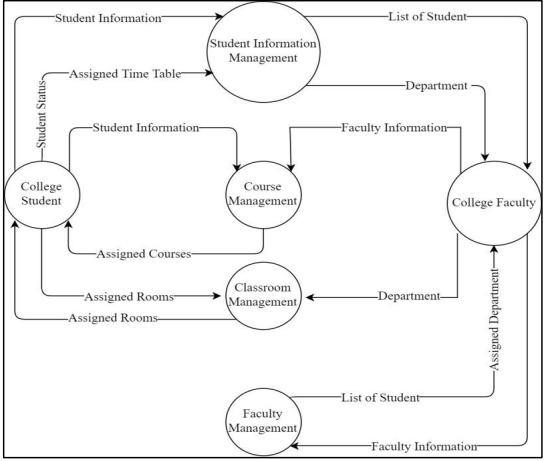 Student Information
List of Student
Student Information
Management
Assigned Time Table
Department
Student Status
Student Information
Faculty Information
College
Student
Course
Management
College Faculty
Assigned Courses
Classroom
Management
Assigned Rooms
Department
Assigned Rooms
Assigned Department
List of Student
Faculty
Management
Faculty Information